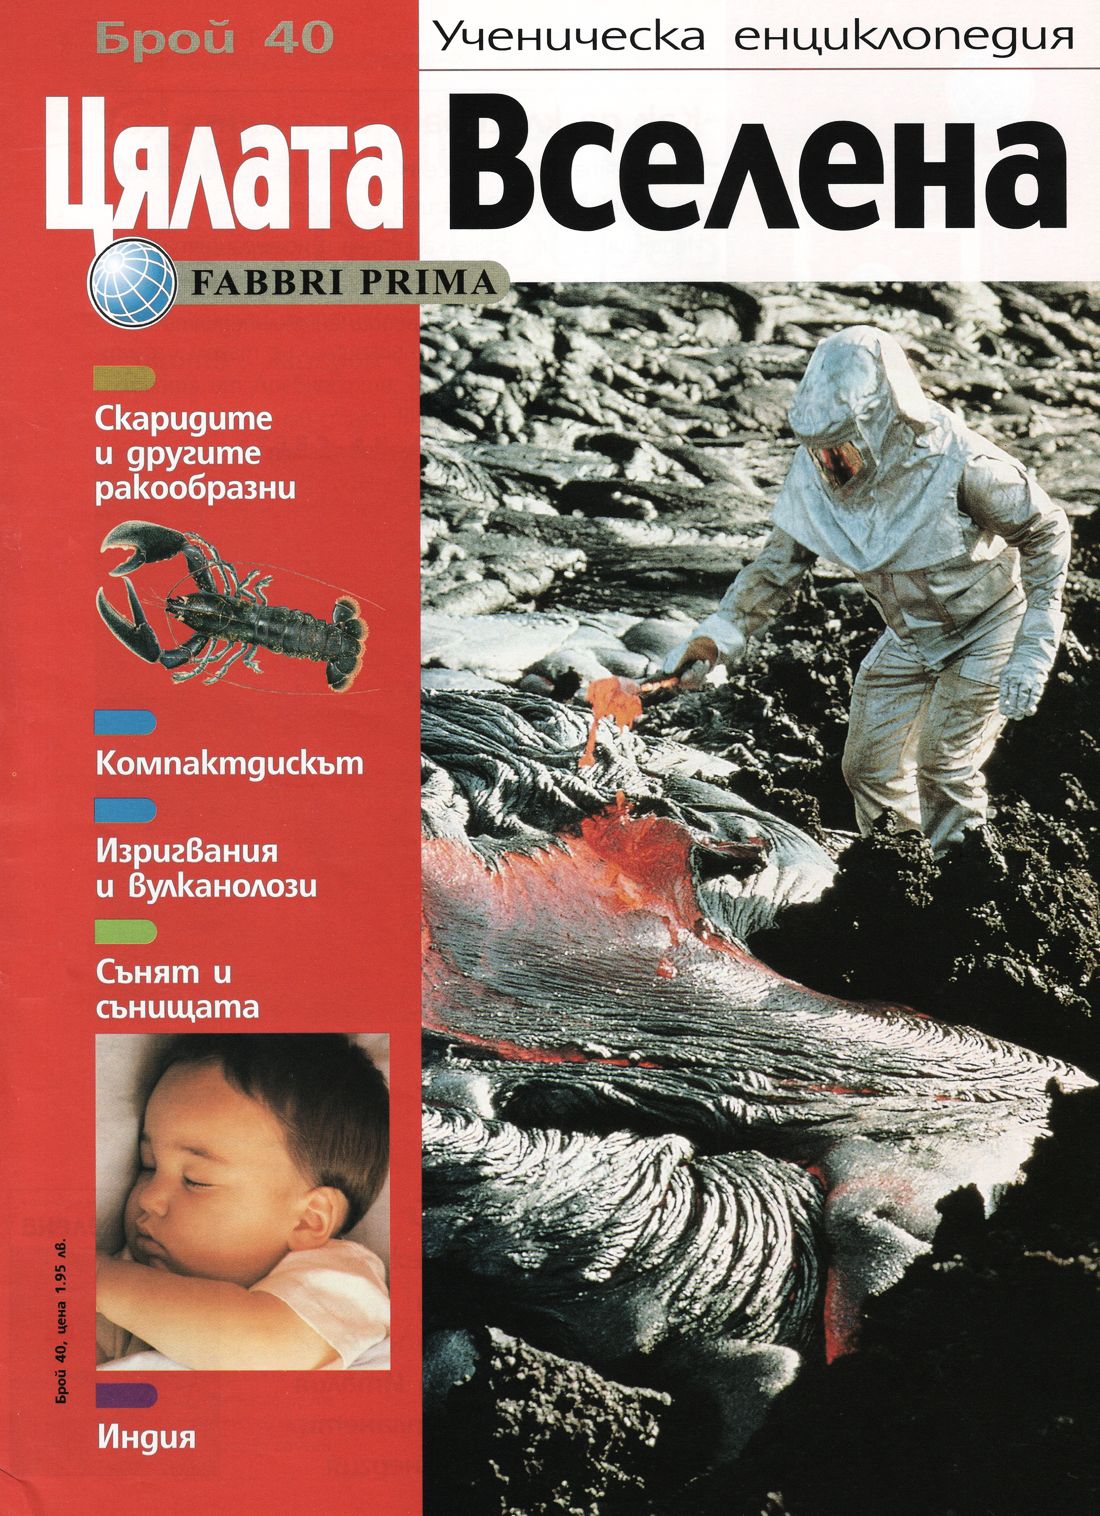 Брой 40
Ученическа енциклопедия
Цялата Вселена
FABBRI PRIMA
Скаридите
и другите
ракообразни
Компактдискът
Изригвания
и вулканолози
Сънят и
сънищата
Индия
Брой 40, цена 1.95 лв.